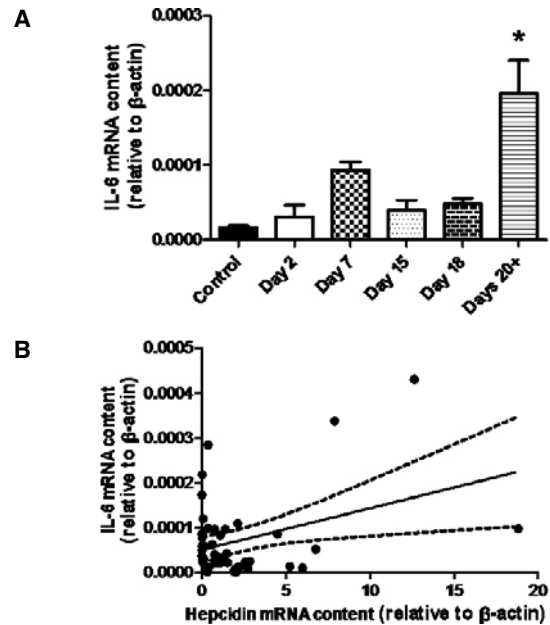 A
IL-6 mRNA content
(relative to β-actin)
0.0003
0.0002
0.0001
0.0000
*
Control
Day 2
Day 7
Day 15
Day 18
Days 20+
B
IL-6 mRNA content
(relative to β-actin)
0.0005
0.0004
0.0003
0.0002
0.0001
0.0000
0 5 10 15 20
Hepcidin mRNA content (relative to β-actin)